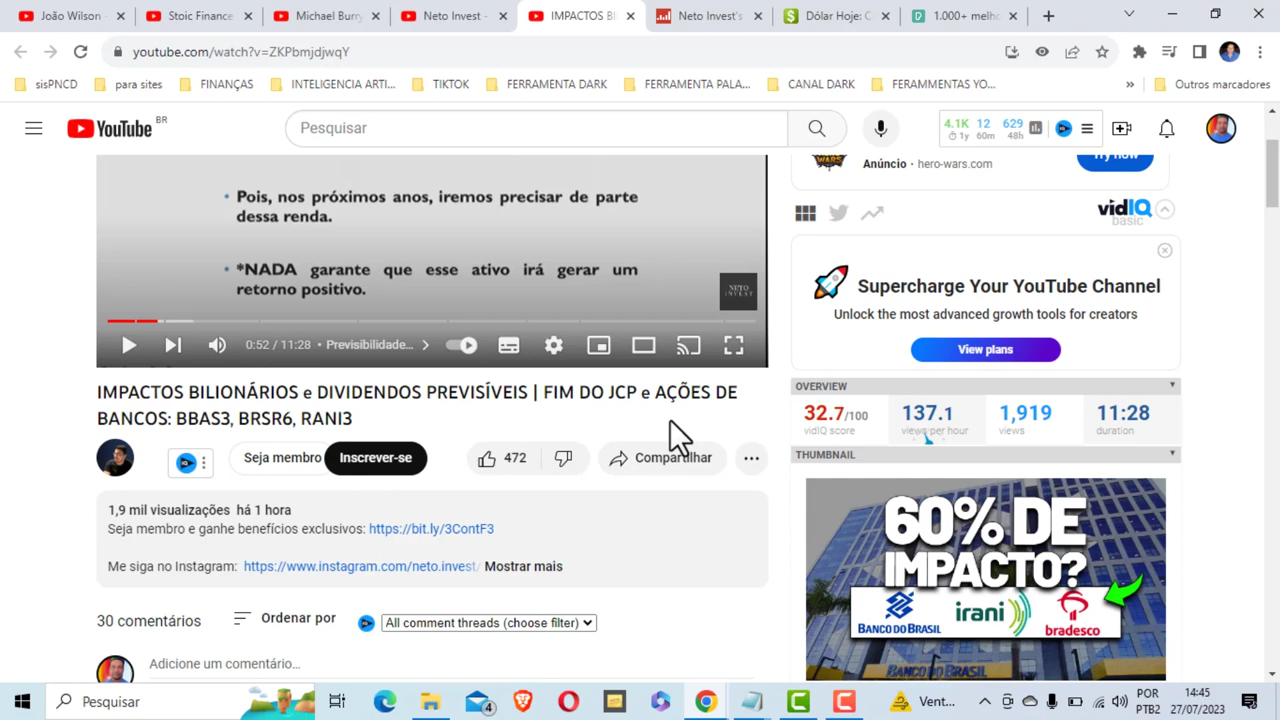 João Wilson
Stoic Finance
Michael Burry
Neto Invest -
IMPACTOS BI
Neto Invest's
Dólar Hoje: C
1.000+ melho
youtube.com/watch?v=ZKPbmjdjwqY
sisPNCD
para sites
FINANÇAS
INTELIGENCIA ARTI...
TIKTOK
FERRAMENTA DARK
FERRAMENTA PALA...
CANAL DARK
FERAMMENTAS YO...
»
Outros marcadores
YouTube BR
Pesquisar
4.1K 12 629
1y 60m 48h
Anúncio · hero-wars.com
Try now
• Pois, nos próximos anos, iremos precisar de parte
dessa renda.
• *NADA garante que esse ativo irá gerar um
retorno positivo.
NETO
INVEST
0:52 / 11:28 • Previsibilidade...
vidIQ
basic
Supercharge Your YouTube Channel
Unlock the most advanced growth tools for creators
View plans
IMPACTOS BILIONÁRIOS e DIVIDENDOS PREVISÍVEIS | FIM DO JCP e AÇÕES DE
BANCOS: BBAS3, BRSR6, RANI3
Seja membro
Inscrever-se
472
Compartilhar
OVERVIEW
32.7/100 137.1 1,919 11:28
vidIQ score views per hour views duration
THUMBNAIL
60% DE
IMPACTO?
BANCO DO BRASIL
irani
bradesco
BANCO DO BRASIL
1,9 mil visualizações há 1 hora
Seja membro e ganhe benefícios exclusivos: https://bit.ly/3ContF3
Me siga no Instagram: https://www.instagram.com/neto.invest/ Mostrar mais
30 comentários
Ordenar por
All comment threads (choose filter)
Adicione um comentário...
Pesquisar
4
Vent...
POR
PTB2
14:45
27/07/2023